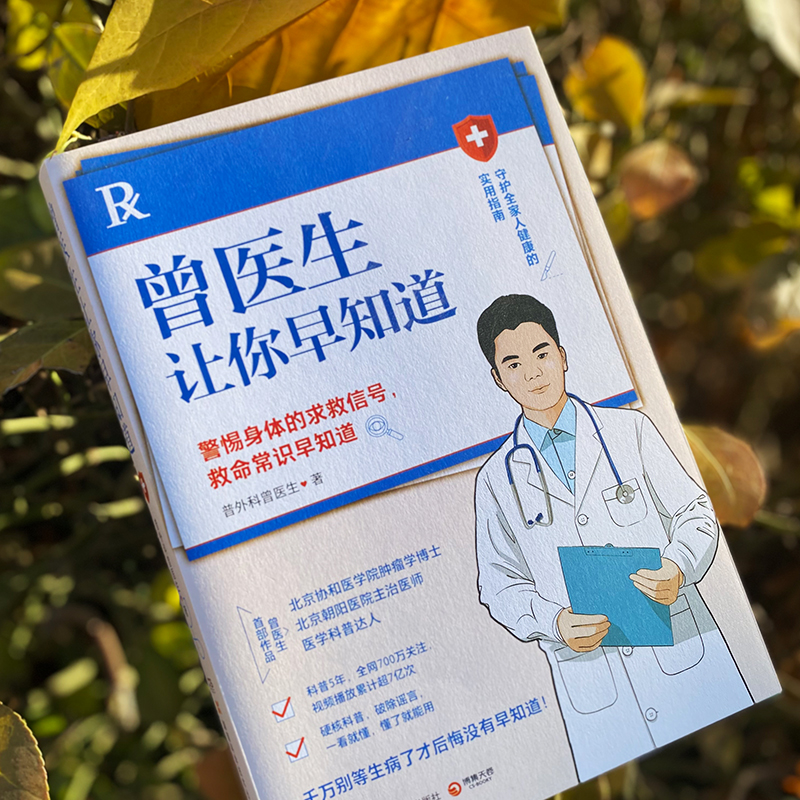 Rx
守护全家人健康的
实用指南
曾医生
让你早知道
警惕身体的求救信号，
救命常识早知道
普外科曾医生♥著
曾医生
首部作品
北京协和医学院肿瘤学博士
北京朝阳医院主治医师
医学科普达人
科普5年，全网700万关注，
视频播放累计超7亿次
硬核科普，破除谣言，
一看就懂，懂了就能用
千万别等生病了才后悔没有早知道！
出版社
博集天卷
CS-BOOKY